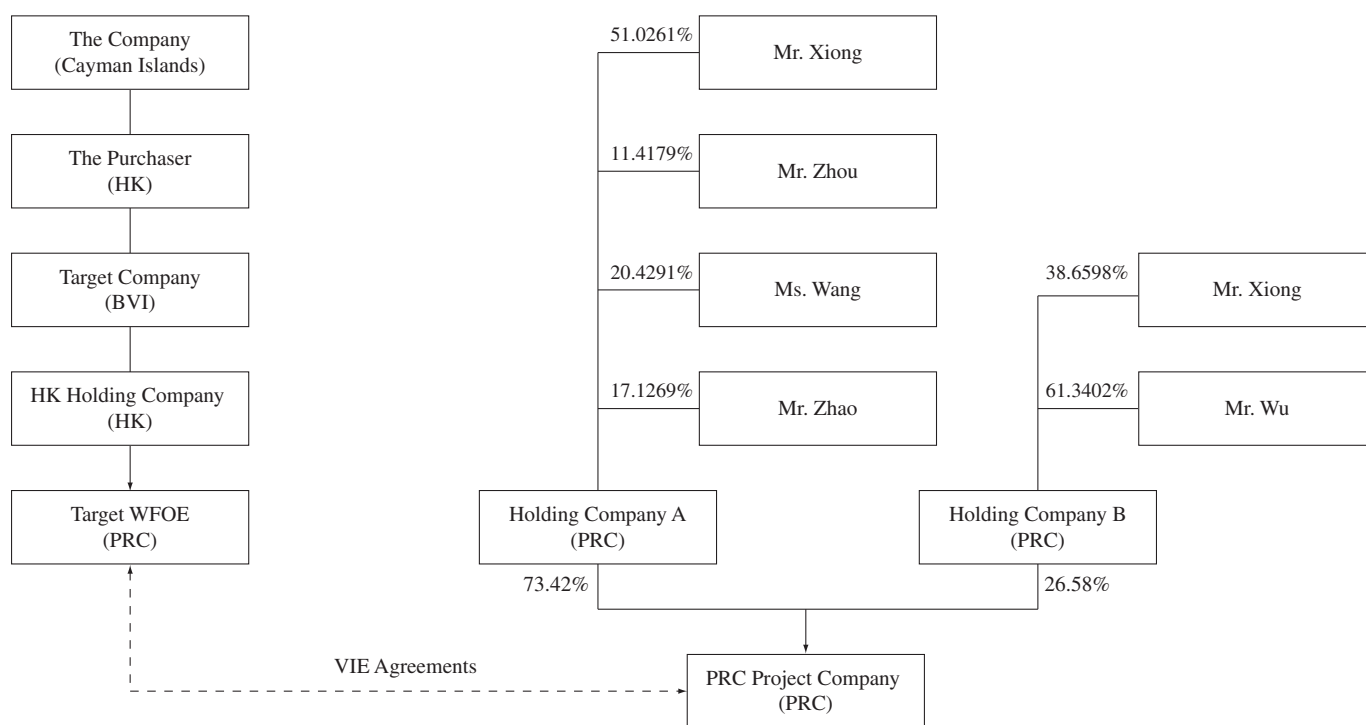 The Company
(Cayman Islands)
The Purchaser
(HK)
Target Company
(BVI)
HK Holding Company
(HK)
Target WFOE
(PRC)
51.0261%
Mr. Xiong
11.4179%
Mr. Zhou
20.4291%
Ms. Wang
17.1269%
Mr. Zhao
Holding Company A
(PRC)
73.42%
38.6598%
Mr. Xiong
61.3402%
Mr. Wu
Holding Company B
(PRC)
26.58%
VIE Agreements
PRC Project Company
(PRC)